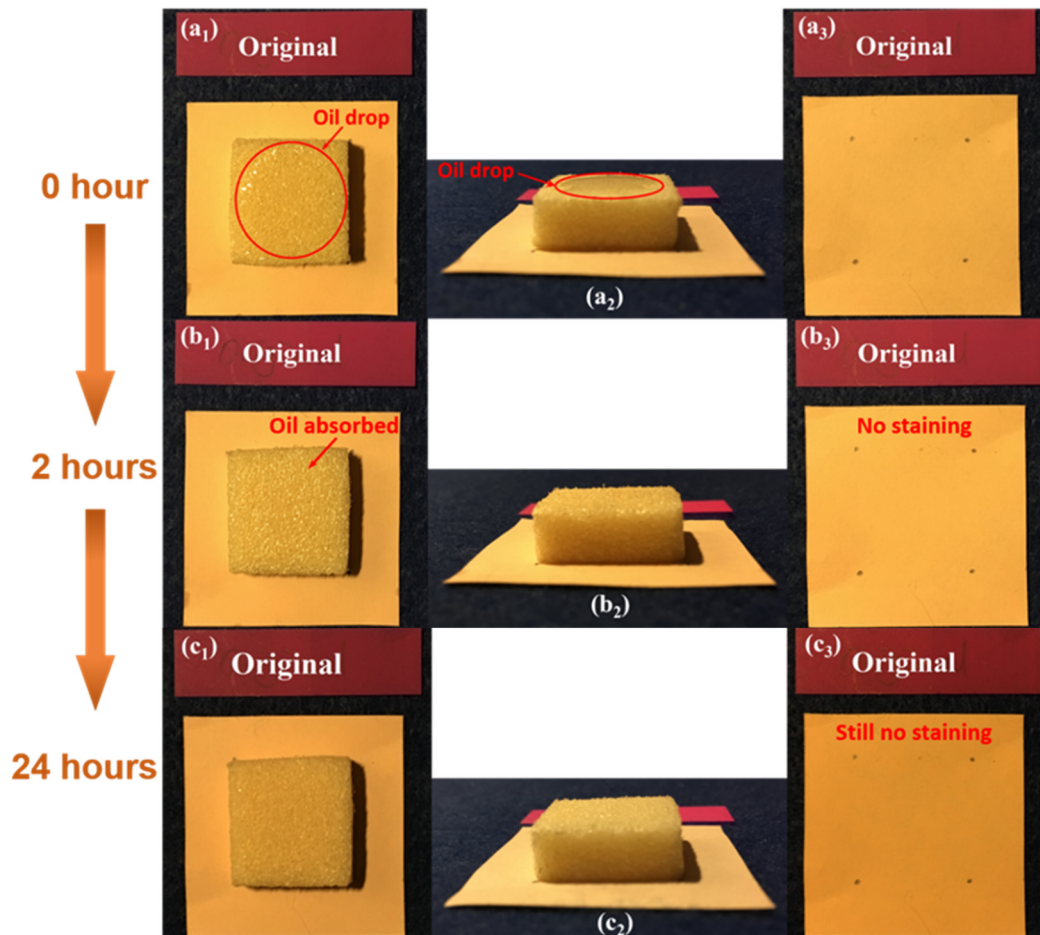 (a₁)
Original
Oil drop
0 hour
Oil drop
(a₂)
(a₃)
Original
(b₁)
Original
Oil absorbed
2 hours
(b₂)
(b₃)
Original
No staining
(c₁)
Original
24 hours
(c₂)
(c₃)
Original
Still no staining